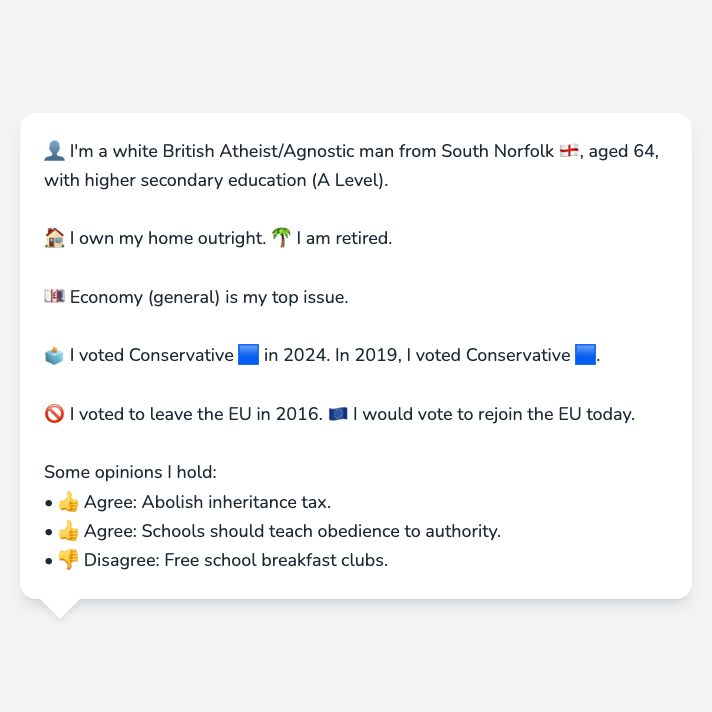 👤 I'm a white British Atheist/Agnostic man from South Norfolk 🏴󠁧󠁢󠁥󠁮󠁧󠁿, aged 64,
with higher secondary education (A Level).
🏠 I own my home outright. 🌴 I am retired.
💷 Economy (general) is my top issue.
🗳️ I voted Conservative 🟦 in 2024. In 2019, I voted Conservative 🟦.
🚫 I voted to leave the EU in 2016. 🇪🇺 I would vote to rejoin the EU today.
Some opinions I hold:
• 👍 Agree: Abolish inheritance tax.
• 👍 Agree: Schools should teach obedience to authority.
• 👎 Disagree: Free school breakfast clubs.